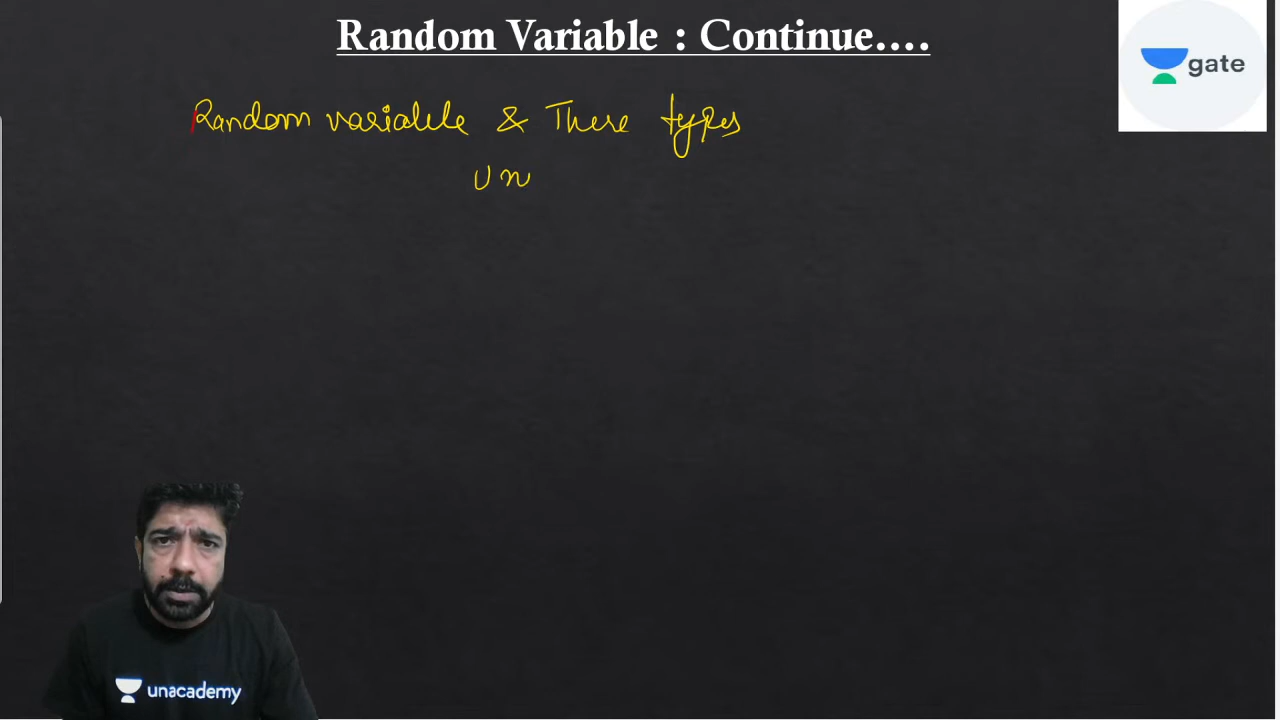 Random Variable : Continue....
gate
Random variable & There types
Un
unacademy